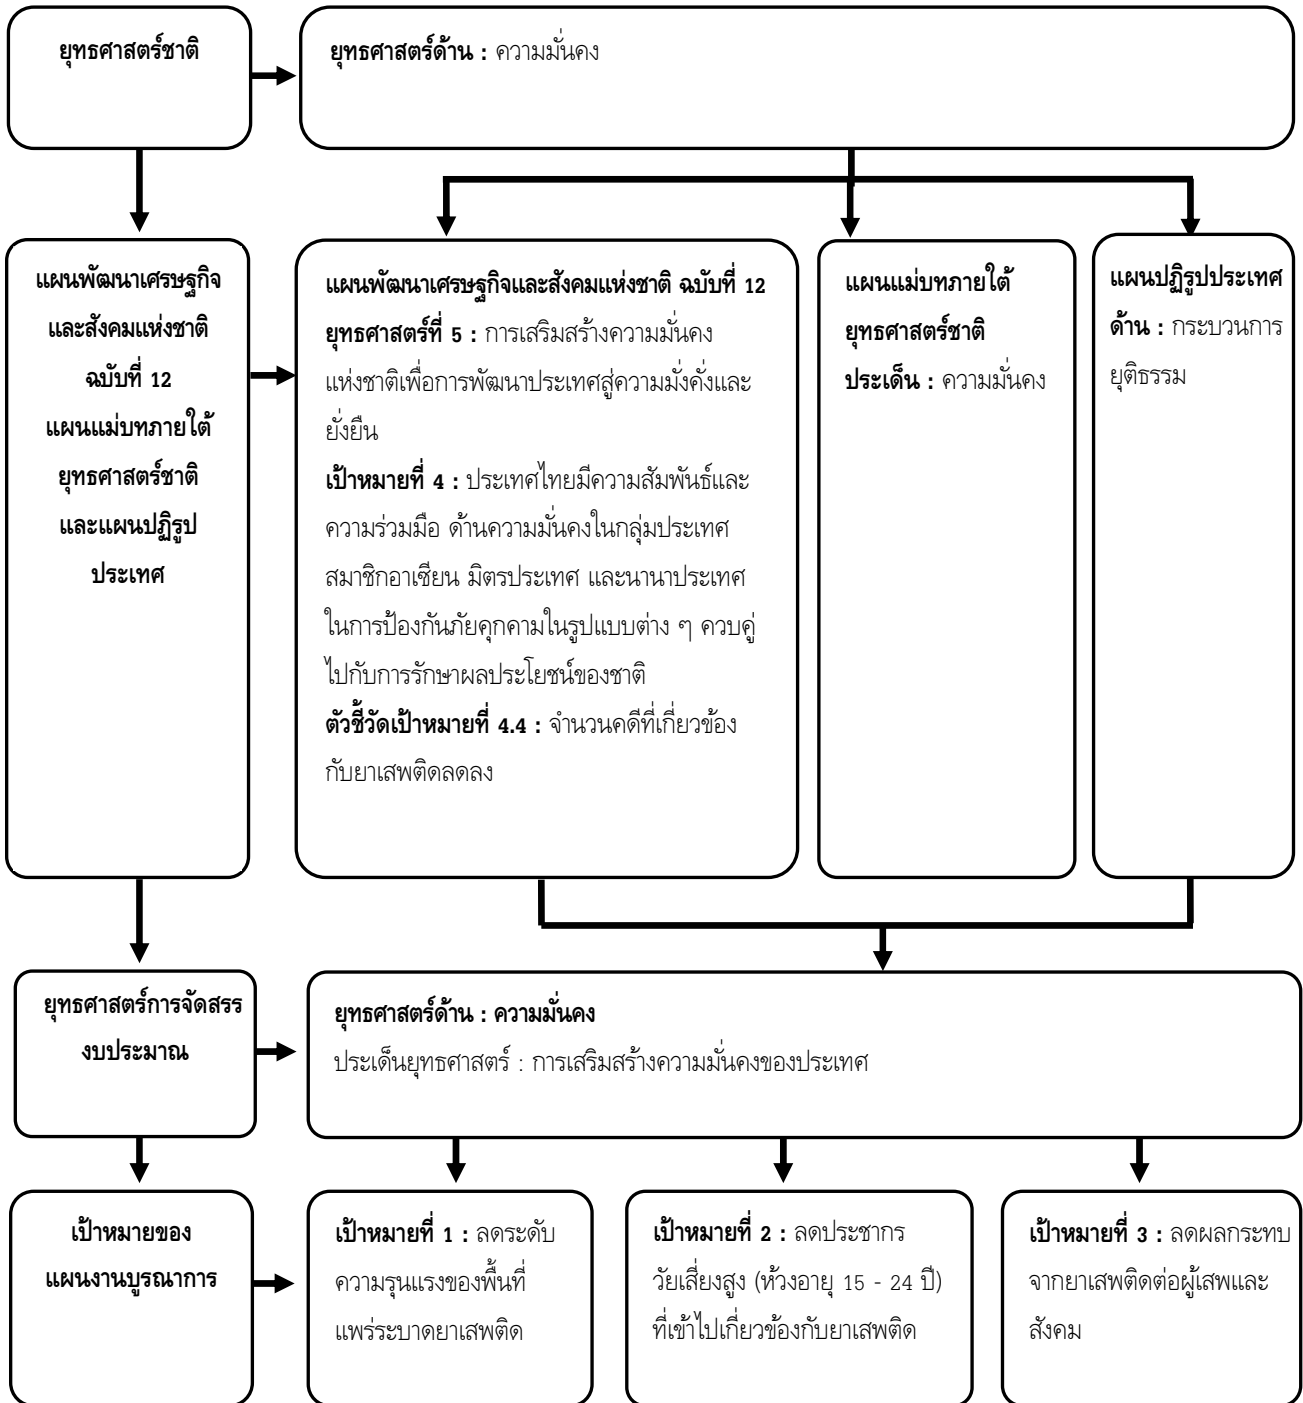 ยุทธศาสตร์ชาติ
ยุทธศาสตร์ด้าน : ความมั่นคง
แผนพัฒนาเศรษฐกิจ
และสังคมแห่งชาติ
ฉบับที่ 12
แผนแม่บทภายใต้
ยุทธศาสตร์ชาติ
และแผนปฏิรูป
ประเทศ
แผนพัฒนาเศรษฐกิจและสังคมแห่งชาติ ฉบับที่ 12
ยุทธศาสตร์ที่ 5 : การเสริมสร้างความมั่นคง
แห่งชาติเพื่อการพัฒนาประเทศสู่ความมั่งคั่งและ
ยั่งยืน
เป้าหมายที่ 4 : ประเทศไทยมีความสัมพันธ์และ
ความร่วมมือ ด้านความมั่นคงในกลุ่มประเทศ
สมาชิกอาเซียน มิตรประเทศ และนานาประเทศ
ในการป้องกันภัยคุกคามในรูปแบบต่าง ๆ ควบคู่
ไปกับการรักษาผลประโยชน์ของชาติ
ตัวชี้วัดเป้าหมายที่ 4.4 : จำนวนคดีที่เกี่ยวข้อง
กับยาเสพติดลดลง
แผนแม่บทภายใต้
ยุทธศาสตร์ชาติ
ประเด็น : ความมั่นคง
แผนปฏิรูปประเทศ
ด้าน : กระบวนการ
ยุติธรรม
ยุทธศาสตร์การจัดสรร
งบประมาณ
ยุทธศาสตร์ด้าน : ความมั่นคง
ประเด็นยุทธศาสตร์ : การเสริมสร้างความมั่นคงของประเทศ
เป้าหมายของ
แผนงานบูรณาการ
เป้าหมายที่ 1 : ลดระดับ
ความรุนแรงของพื้นที่
แพร่ระบาดยาเสพติด
เป้าหมายที่ 2 : ลดประชากร
วัยเสี่ยงสูง (ห้วงอายุ 15 - 24 ปี)
ที่เข้าไปเกี่ยวข้องกับยาเสพติด
เป้าหมายที่ 3 : ลดผลกระทบ
จากยาเสพติดต่อผู้เสพและ
สังคม